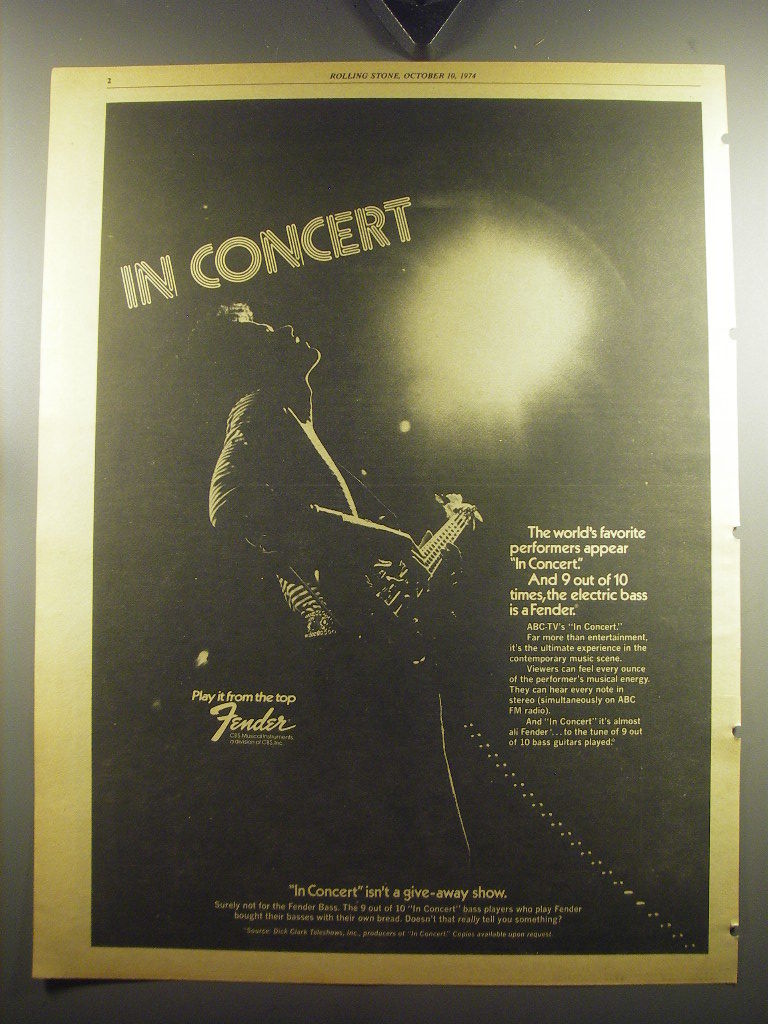 2
ROLLING STONE, OCTOBER 10, 1974
IN CONCERT
The world's favorite
performers appear
"In Concert."
And 9 out of 10
times, the electric bass
is a Fender.*
ABC-TV's "In Concert."
Far more than entertainment,
it's the ultimate experience in the
contemporary music scene.
Viewers can feel every ounce
of the performer's musical energy.
They can hear every note in
stereo (simultaneously on ABC
FM radio).
And "In Concert" it's almost
all Fender* . . . to the tune of 9 out
of 10 bass guitars played.*
Play it from the top
Fender
CBS Musical Instruments,
a division of CBS, Inc.
"In Concert" isn't a give-away show.
Surely not for the Fender Bass. The 9 out of 10 "In Concert" bass players who play Fender
bought their basses with their own bread. Doesn't that really tell you something?
*Source: Dick Clark Teleshows, Inc., producers of "In Concert." Copies available upon request.